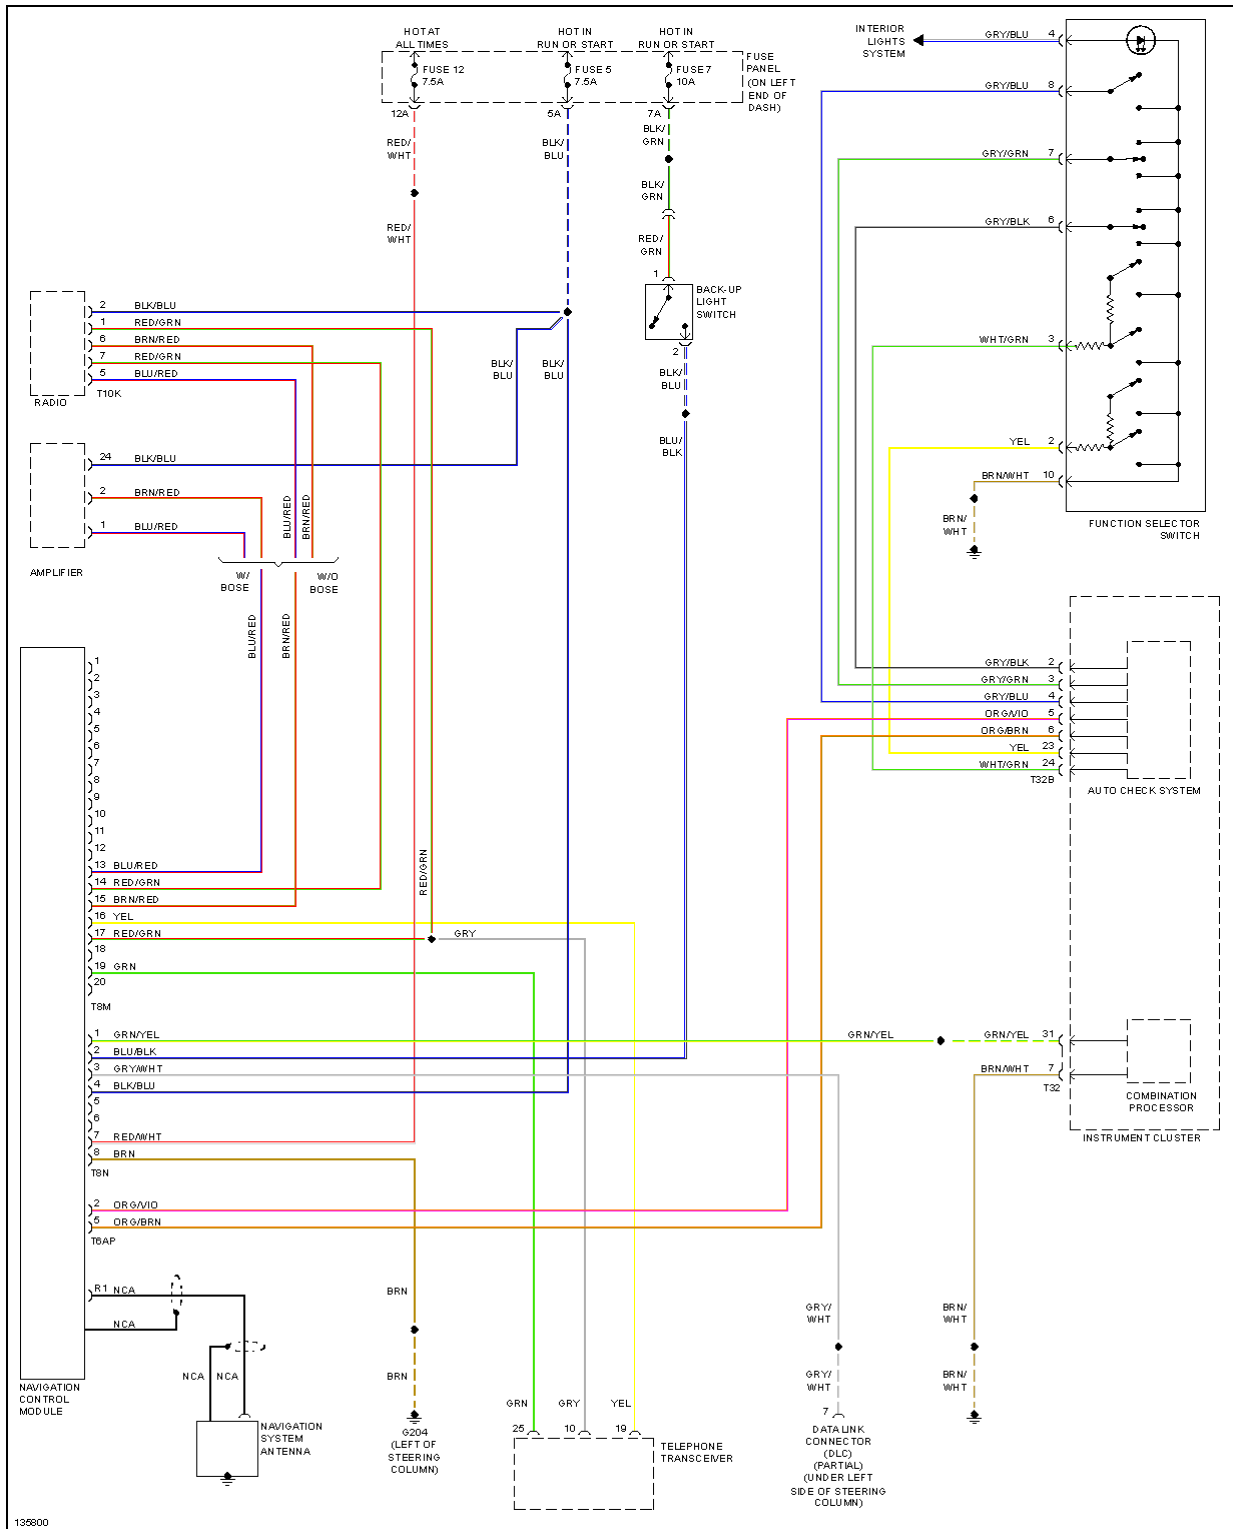 HOT AT
ALL TIMES
HOT IN
RUN OR START
HOT IN
RUN OR START
FUSE 12
7.5A
FUSE 5
7.5A
FUSE 7
10A
FUSE
PANEL
(ON LEFT
END OF
DASH)
12A
5A
7A
RED/
WHT
BLK/
BLU
BLK/
GRN
BLK/
GRN
RED/
WHT
RED/
GRN
1
BACK-UP
LIGHT
SWITCH
2
BLK/
BLU
BLU/
BLK
BLK/
BLU
BLK/
BLU
INTERIOR
LIGHTS
SYSTEM
GRY/BLU 4
GRY/BLU 8
GRY/GRN 7
GRY/BLK 6
WHT/GRN 3
YEL 2
BRN/WHT 10
BRN/
WHT
FUNCTION SELECTOR
SWITCH
2 BLK/BLU
1 RED/GRN
6 BRN/RED
7 RED/GRN
5 BLU/RED
T10K
RADIO
24 BLK/BLU
2 BRN/RED
1 BLU/RED
AMPLIFIER
BLU/RED
BRN/RED
W/
BOSE
W/O
BOSE
BLU/RED
BRN/RED
GRY/BLK 2
GRY/GRN 3
GRY/BLU 4
ORG/VIO 5
ORG/BRN 6
YEL 23
WHT/GRN 24
T32B
AUTO CHECK SYSTEM
1
2
3
4
5
6
7
8
9
10
11
12
13 BLU/RED
14 RED/GRN
15 BRN/RED
16 YEL
17 RED/GRN
18
19 GRN
20
T8M
RED/GRN
GRY
1 GRN/YEL
2 BLU/BLK
3 GRY/WHT
4 BLK/BLU
5
6
7 RED/WHT
8 BRN
T8N
GRN/YEL
GRN/YEL 31
BRN/WHT 7
T32
COMBINATION
PROCESSOR
INSTRUMENT CLUSTER
2 ORG/VIO
5 ORG/BRN
T6AP
R1 NCA
NCA
NCA
NCA
NAVIGATION
CONTROL
MODULE
NAVIGATION
SYSTEM
ANTENNA
BRN
BRN
G204
(LEFT OF
STEERING
COLUMN)
GRN
GRY
YEL
25
10
19
TELEPHONE
TRANSCEIVER
GRY/
WHT
GRY/
WHT
7
DATA LINK
CONNECTOR
(DLC)
(PARTIAL)
(UNDER LEFT
SIDE OF STEERING
COLUMN)
BRN/
WHT
BRN/
WHT
135800